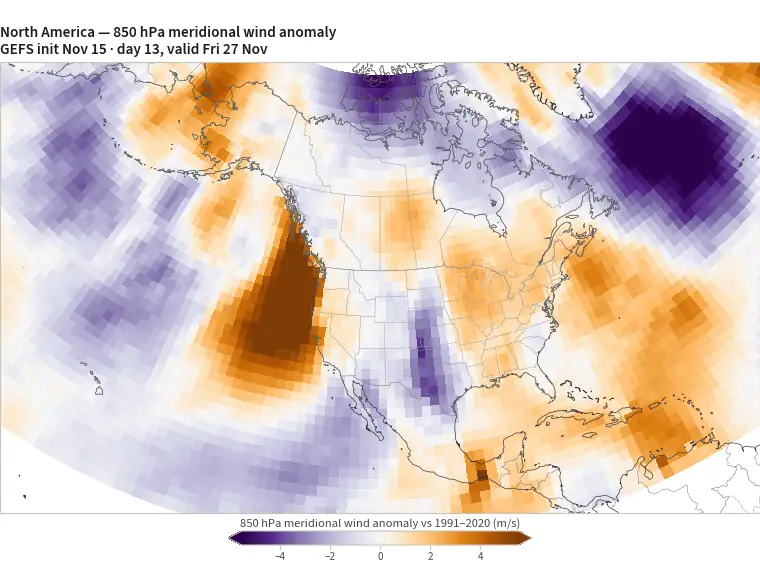 North America — 850 hPa meridional wind anomaly
GEFS init Nov 15 · day 13, valid Fri 27 Nov
850 hPa meridional wind anomaly vs 1991–2020 (m/s)
−4 −2 0 2 4